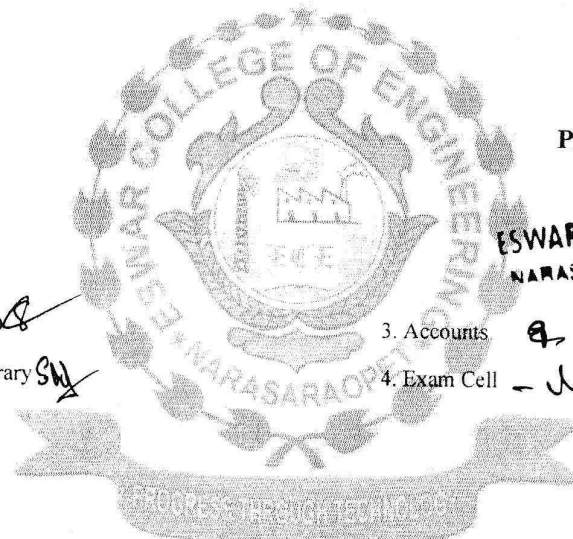 ESWAR COLLEGE OF ENGINEERING
P
ESWAR
NARAS
3. Accounts
rary
4. Exam Cell -
* NARASARAOPET *
ECE
PROGRESS THROUGH TECHNOLOGY